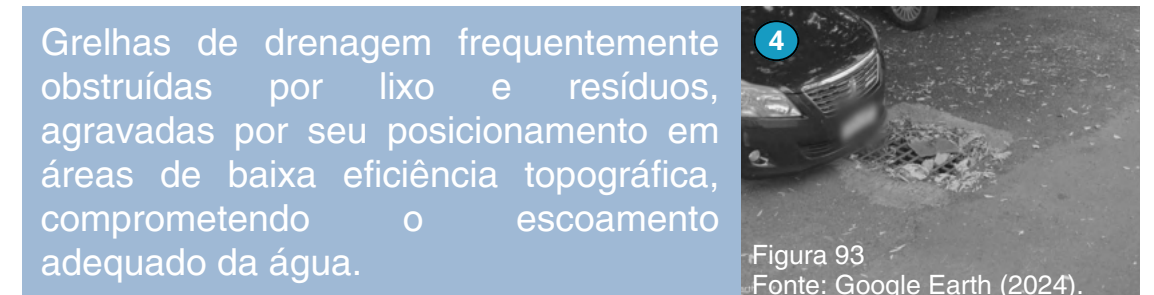 Grelhas de drenagem frequentemente
obstruídas por lixo e resíduos,
agravadas por seu posicionamento em
áreas de baixa eficiência topográfica,
comprometendo o escoamento
adequado da água.
4
Figura 93
Fonte: Google Earth (2024).